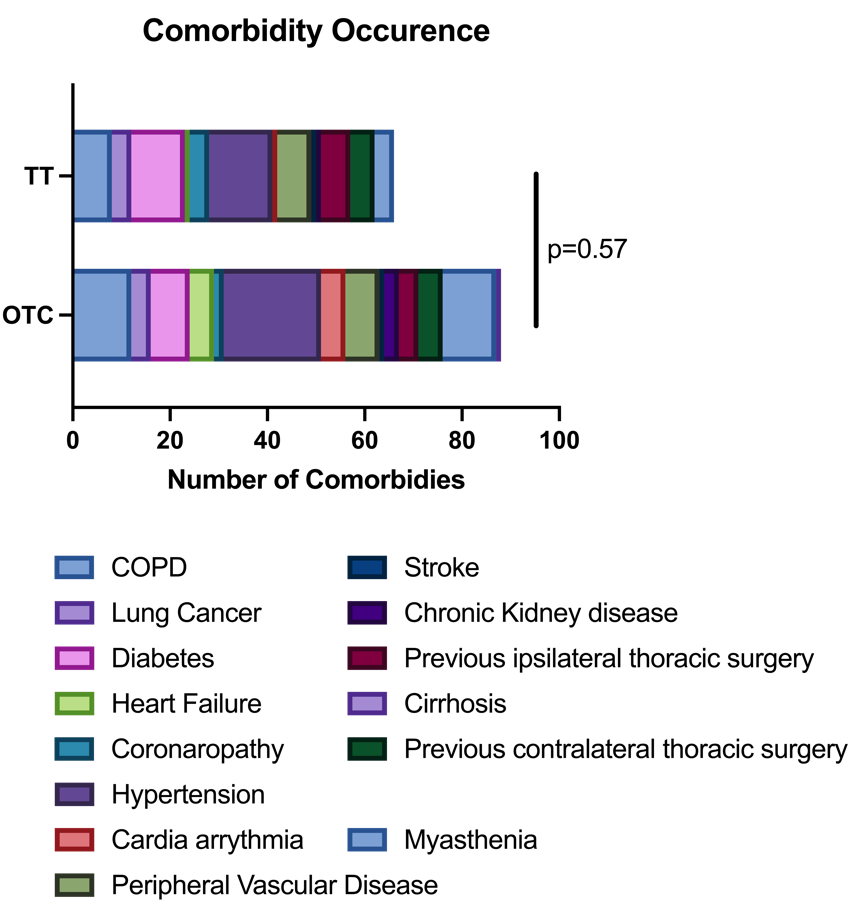 Comorbidity Occurence
TT
p=0.57
OTC
0 20 40 60 80 100
Number of Comorbidies
COPD
Lung Cancer
Diabetes
Heart Failure
Coronaropathy
Hypertension
Cardia arrythmia
Peripheral Vascular Disease
Stroke
Chronic Kidney disease
Previous ipsilateral thoracic surgery
Cirrhosis
Previous contralateral thoracic surgery
Myasthenia